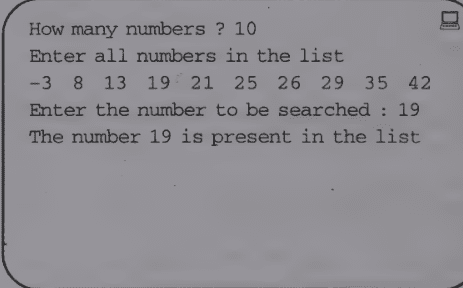 How many numbers ? 10
Enter all numbers in the list
-3 8 13 19 21 25 26 29 35 42
Enter the number to be searched : 19
The number 19 is present in the list